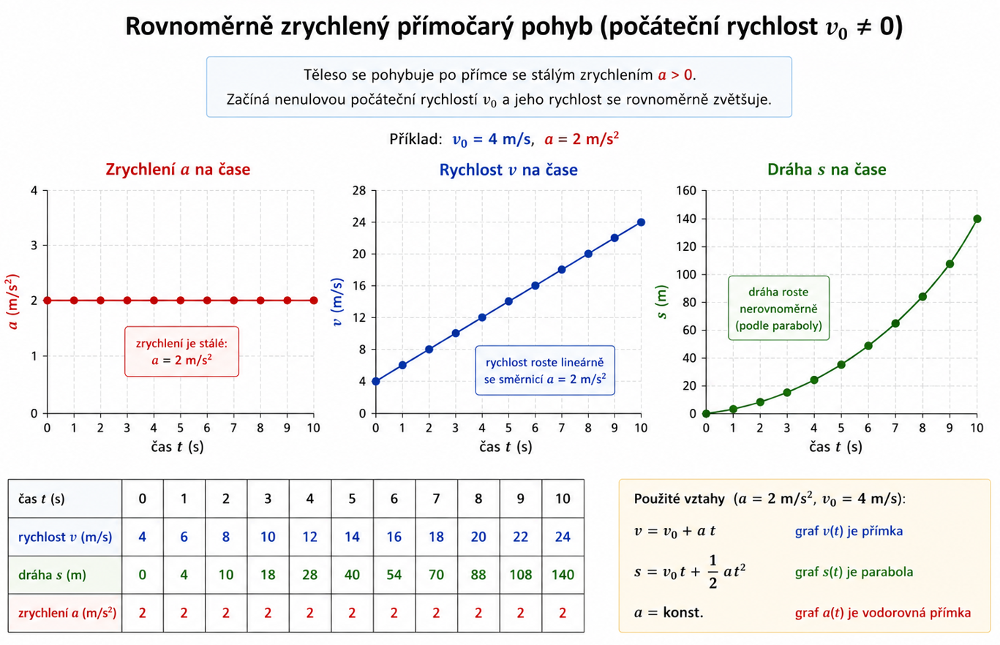 Rovnoměrně zrychlený přímočarý pohyb (počáteční rychlost v₀ ≠ 0)
Těleso se pohybuje po přímce se stálým zrychlením a > 0.
Začíná nenulovou počáteční rychlostí v₀ a jeho rychlost se rovnoměrně zvětšuje.
Příklad: v₀ = 4 m/s, a = 2 m/s²
Zrychlení a na čase
4
3
2
1
0
a (m/s²)
zrychlení je stálé:
a = 2 m/s²
0 1 2 3 4 5 6 7 8 9 10
čas t (s)
Rychlost v na čase
28
24
20
16
12
8
4
0
v (m/s)
rychlost roste lineárně
se směrnicí a = 2 m/s²
0 1 2 3 4 5 6 7 8 9 10
čas t (s)
Dráha s na čase
160
140
120
100
80
60
40
20
0
s (m)
dráha roste
nerovnoměrně
(podle paraboly)
0 1 2 3 4 5 6 7 8 9 10
čas t (s)
čas t (s) 0 1 2 3 4 5 6 7 8 9 10
rychlost v (m/s) 4 6 8 10 12 14 16 18 20 22 24
dráha s (m) 0 4 10 18 28 40 54 70 88 108 140
zrychlení a (m/s²) 2 2 2 2 2 2 2 2 2 2 2
Použité vztahy (a = 2 m/s², v₀ = 4 m/s):
v = v₀ + a t graf v(t) je přímka
s = v₀ t + 1/2 at² graf s(t) je parabola
a = konst. graf a(t) je vodorovná přímka